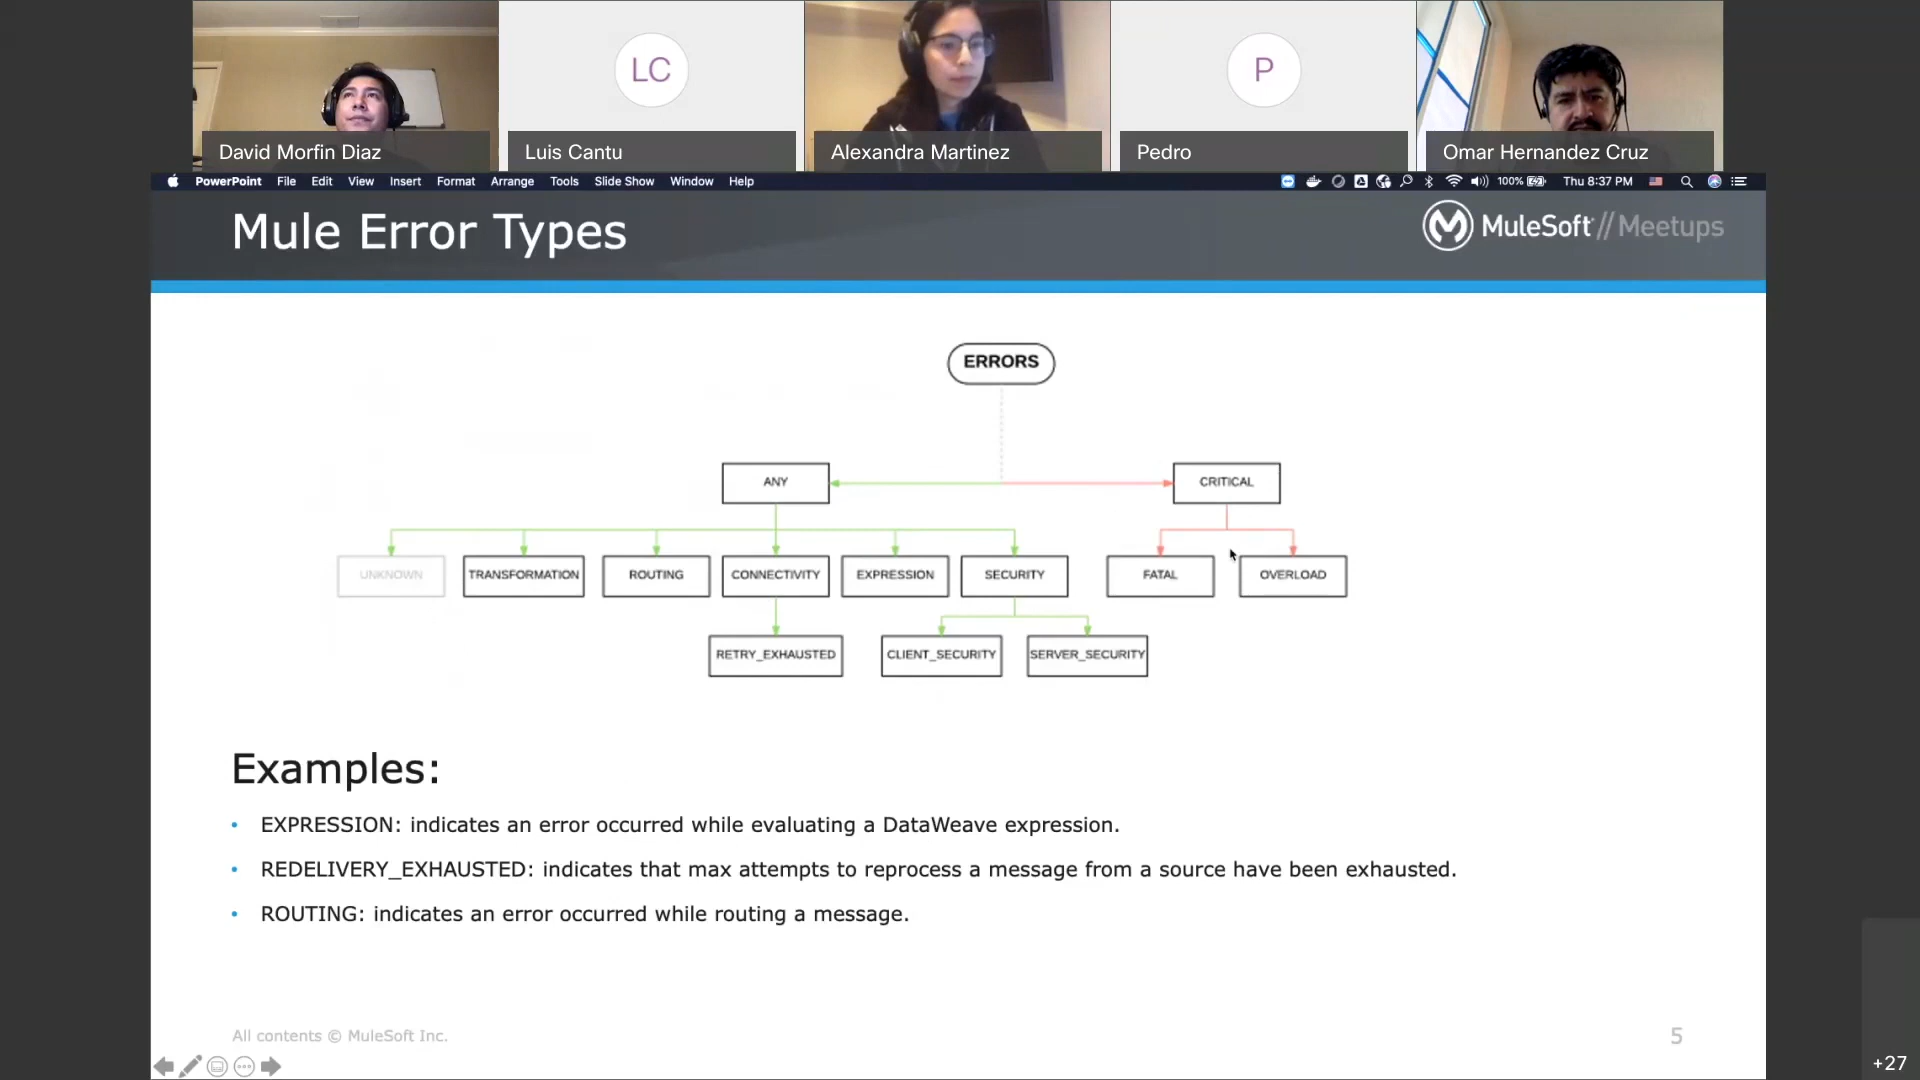 LC
P
David Morfin Diaz
Luis Cantu
Alexandra Martinez
Pedro
Omar Hernandez Cruz
PowerPoint File Edit View Insert Format Arrange Tools Slide Show Window Help 100% Thu 8:37 PM
Mule Error Types
MuleSoft // Meetups
ERRORS
ANY
CRITICAL
UNKNOWN
TRANSFORMATION
ROUTING
CONNECTIVITY
EXPRESSION
SECURITY
FATAL
OVERLOAD
RETRY_EXHAUSTED
CLIENT_SECURITY
SERVER_SECURITY
Examples:
• EXPRESSION: indicates an error occurred while evaluating a DataWeave expression.
• REDELIVERY_EXHAUSTED: indicates that max attempts to reprocess a message from a source have been exhausted.
• ROUTING: indicates an error occurred while routing a message.
All contents © MuleSoft Inc.
5
+27